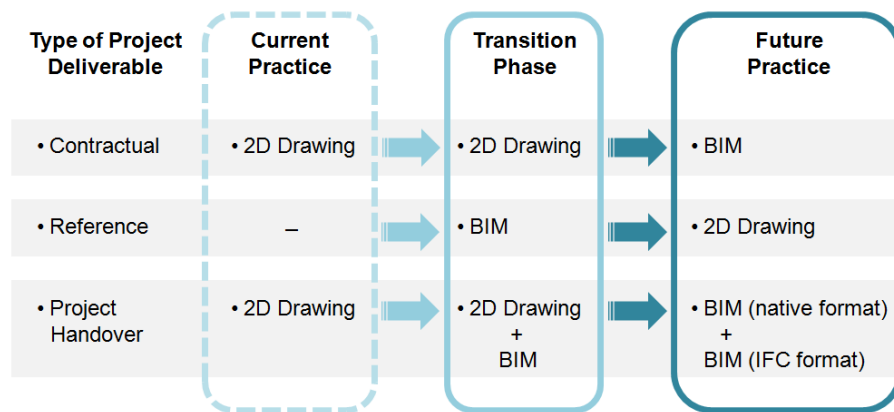 Type of Project
Deliverable
Current
Practice
Transition
Phase
Future
Practice
• Contractual
• 2D Drawing
• 2D Drawing
• BIM
• Reference
–
• BIM
• 2D Drawing
• Project
Handover
• 2D Drawing
• 2D Drawing
+
BIM
• BIM (native format)
+
BIM (IFC format)